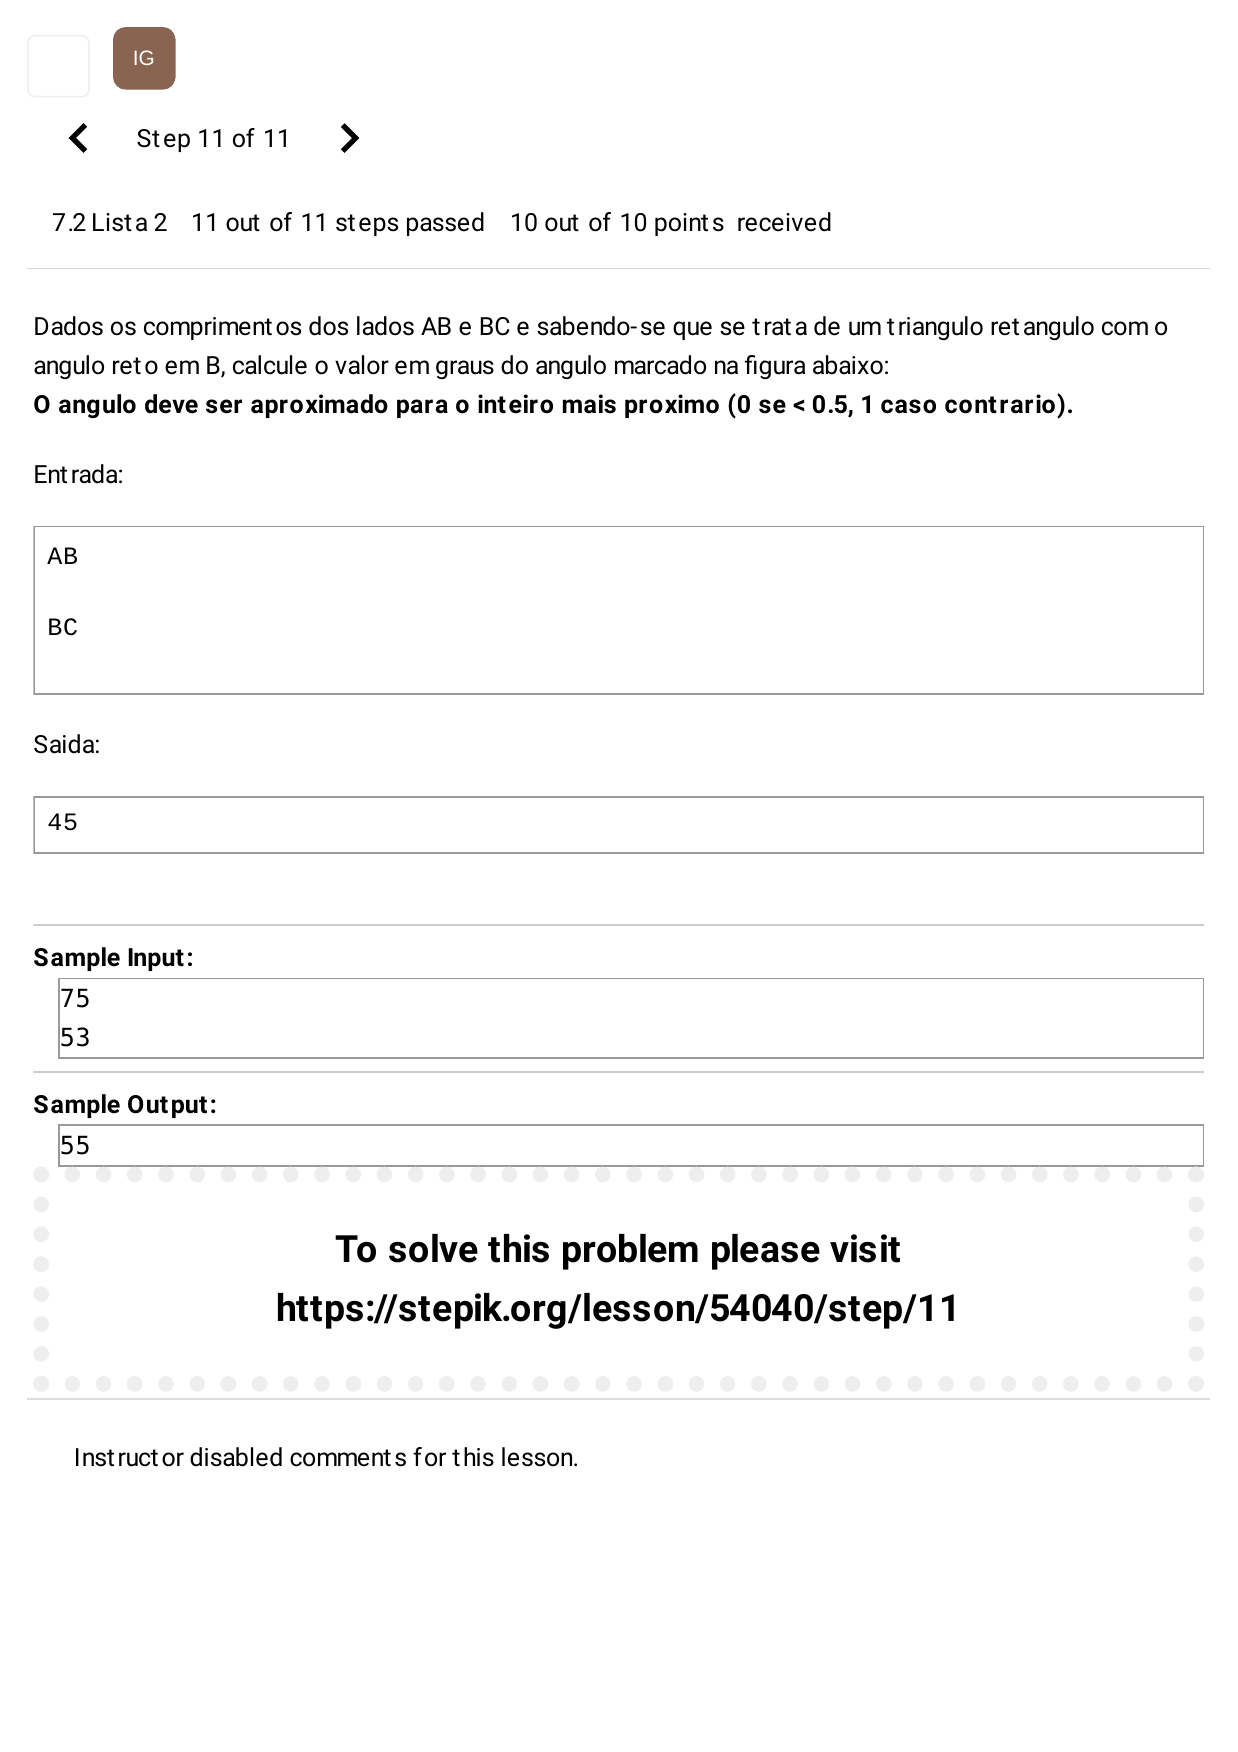 IG
Step 11 of 11
7.2 Lista 2 11 out of 11 steps passed 10 out of 10 points received
Dados os comprimentos dos lados AB e BC e sabendo-se que se trata de um triangulo retangulo com o
angulo reto em B, calcule o valor em graus do angulo marcado na figura abaixo:
O angulo deve ser aproximado para o inteiro mais proximo (0 se < 0.5, 1 caso contrario).
Entrada:
AB
BC
Saida:
45
Sample Input:
75
53
Sample Output:
55
To solve this problem please visit
https://stepik.org/lesson/54040/step/11
Instructor disabled comments for this lesson.